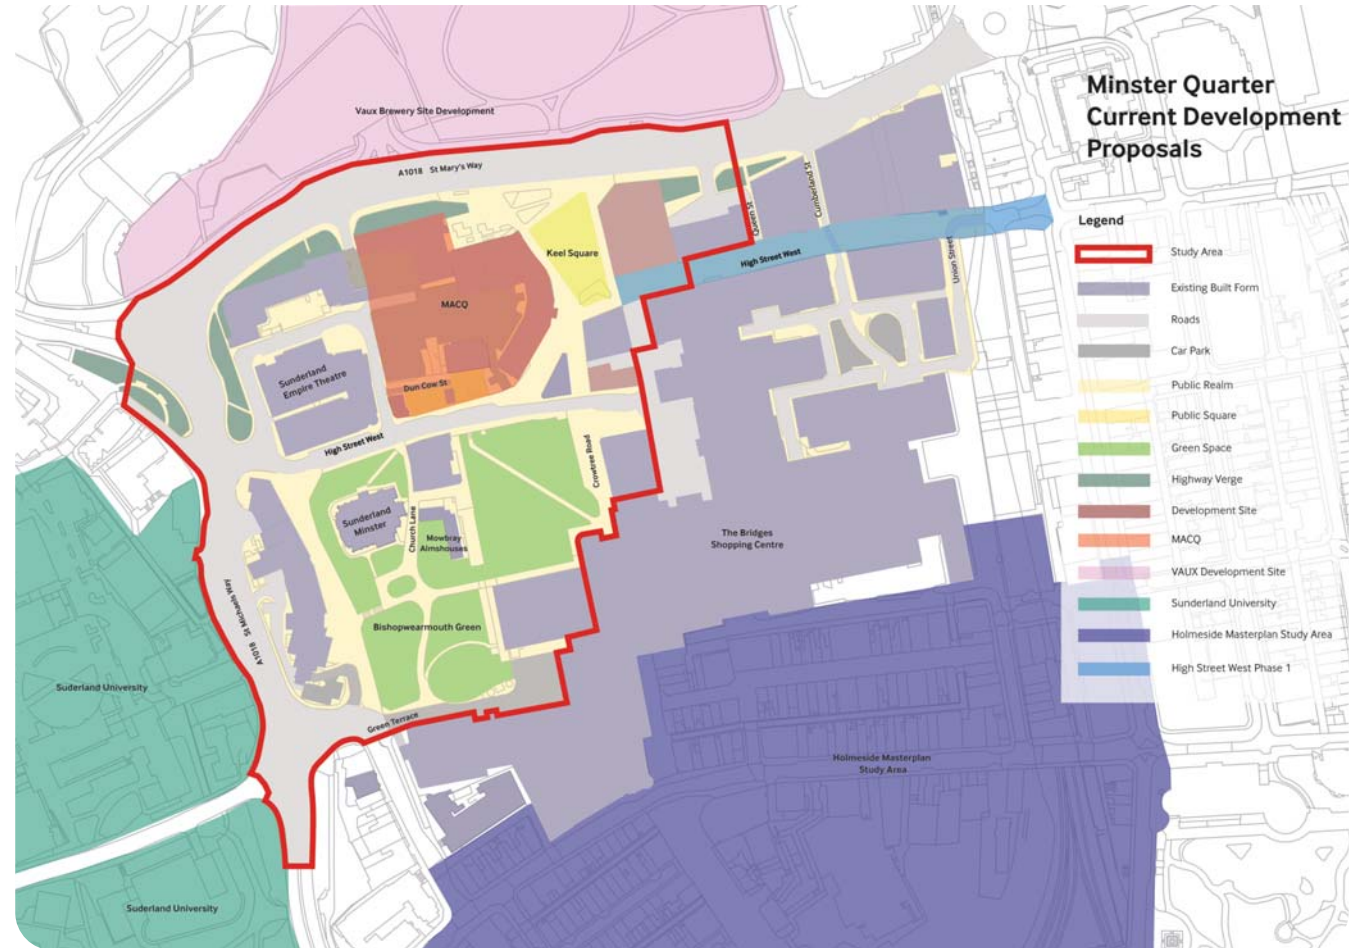 Minster Quarter
Current Development
Proposals
Legend
Study Area
Existing Built Form
Roads
Car Park
Public Realm
Public Square
Green Space
Highway Verge
Development Site
MACQ
VAUX Development Site
Sunderland University
Holmeside Masterplan Study Area
High Street West Phase 1
Vaux Brewery Site Development
A1018 St Mary's Way
Cumberland St
Queen St
Union Street
Keel Square
High Street West
MACQ
Sunderland
Empire Theatre
Dun Cow St
High Street West
Crowtree Road
Sunderland
Minster
Church Lane
Mowbray
Almshousas
The Bridges
Shopping Centre
A1018 St Michaels Way
Bishopwearmouth Green
Suderland University
Green Terrace
Holmeside Masterplan
Study Area
Suderland University